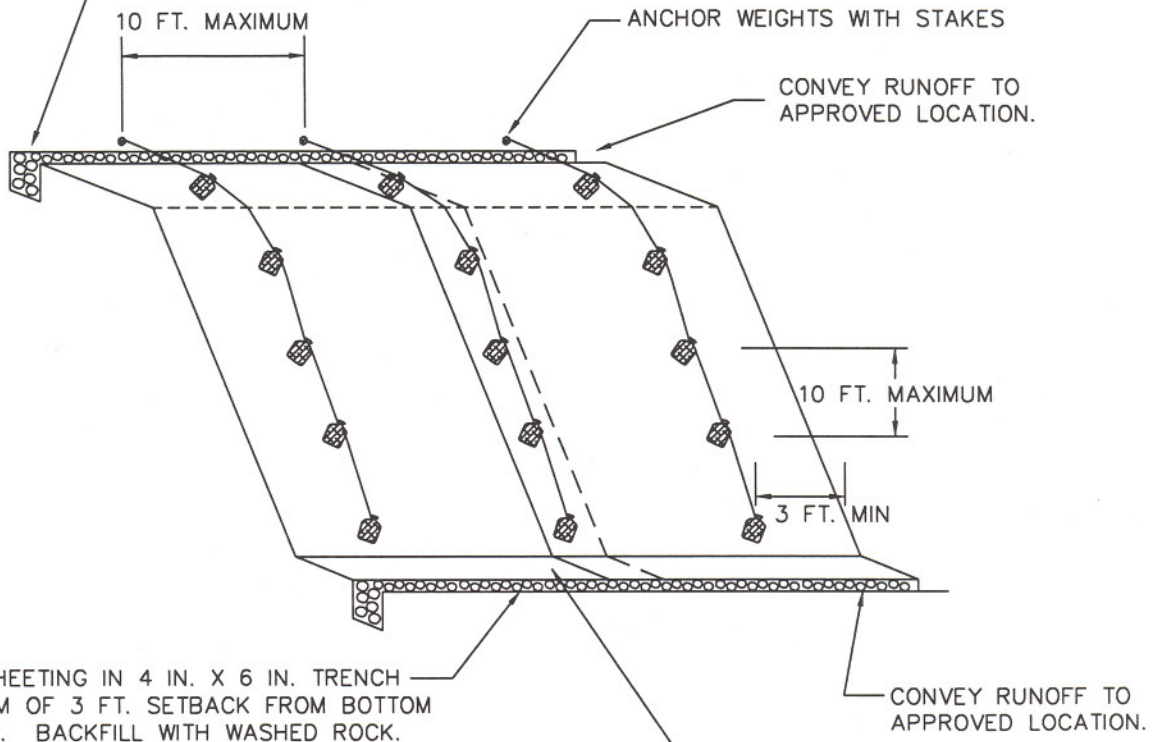 10 FT. MAXIMUM
ANCHOR WEIGHTS WITH STAKES
CONVEY RUNOFF TO
APPROVED LOCATION.
10 FT. MAXIMUM
3 FT. MIN
IN 4 IN. X 6 IN. TRENCH
OF 3 FT. SETBACK FROM BOTTOM
BACKFILL WITH WASHED ROCK.
CONVEY RUNOFF TO
APPROVED LOCATION.